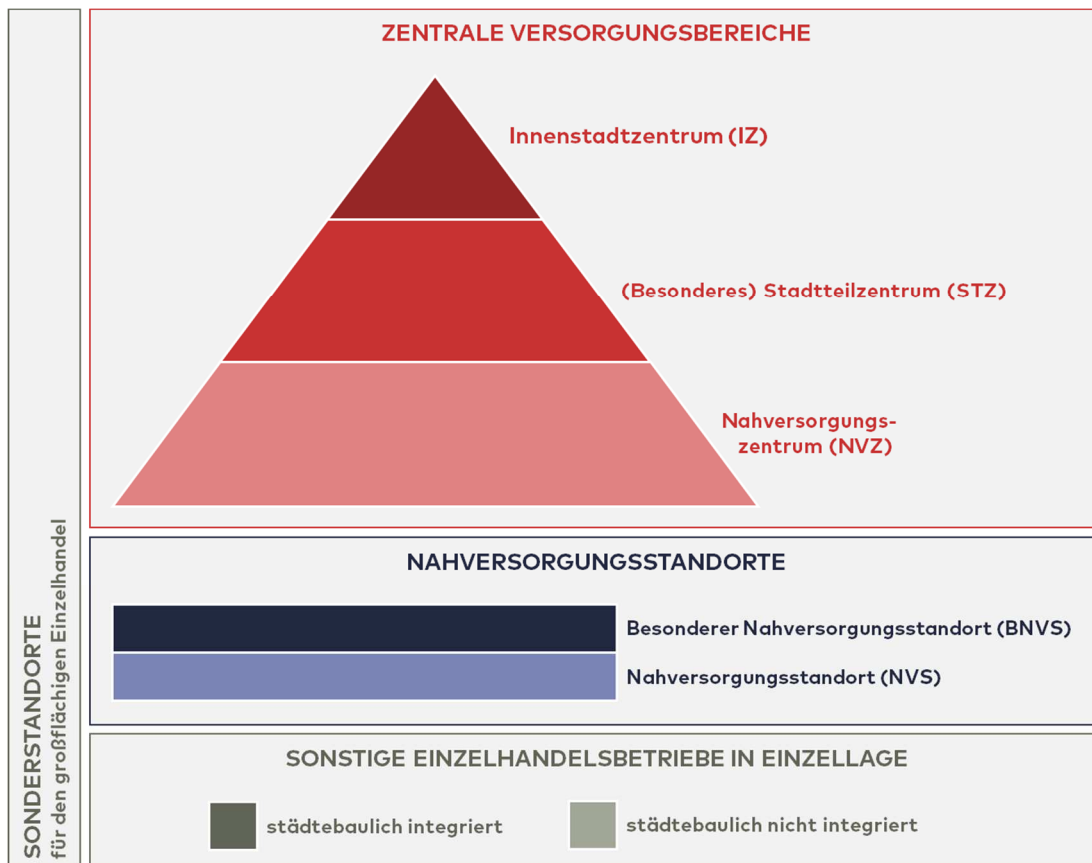 ZENTRALE VERSORGUNGSBEREICHE
Innenstadtzentrum (IZ)
(Besonderes) Stadtteilzentrum (STZ)
Nahversorgungs-
zentrum (NVZ)
NAHVERSORGUNGSSTANDORTE
Besonderer Nahversorgungsstandort (BNVS)
Nahversorgungsstandort (NVS)
SONSTIGE EINZELHANDELSBETRIEBE IN EINZELLAGE
städtebaulich integriert
städtebaulich nicht integriert
SONDERSTANDORTE
für den großflächigen Einzelhandel